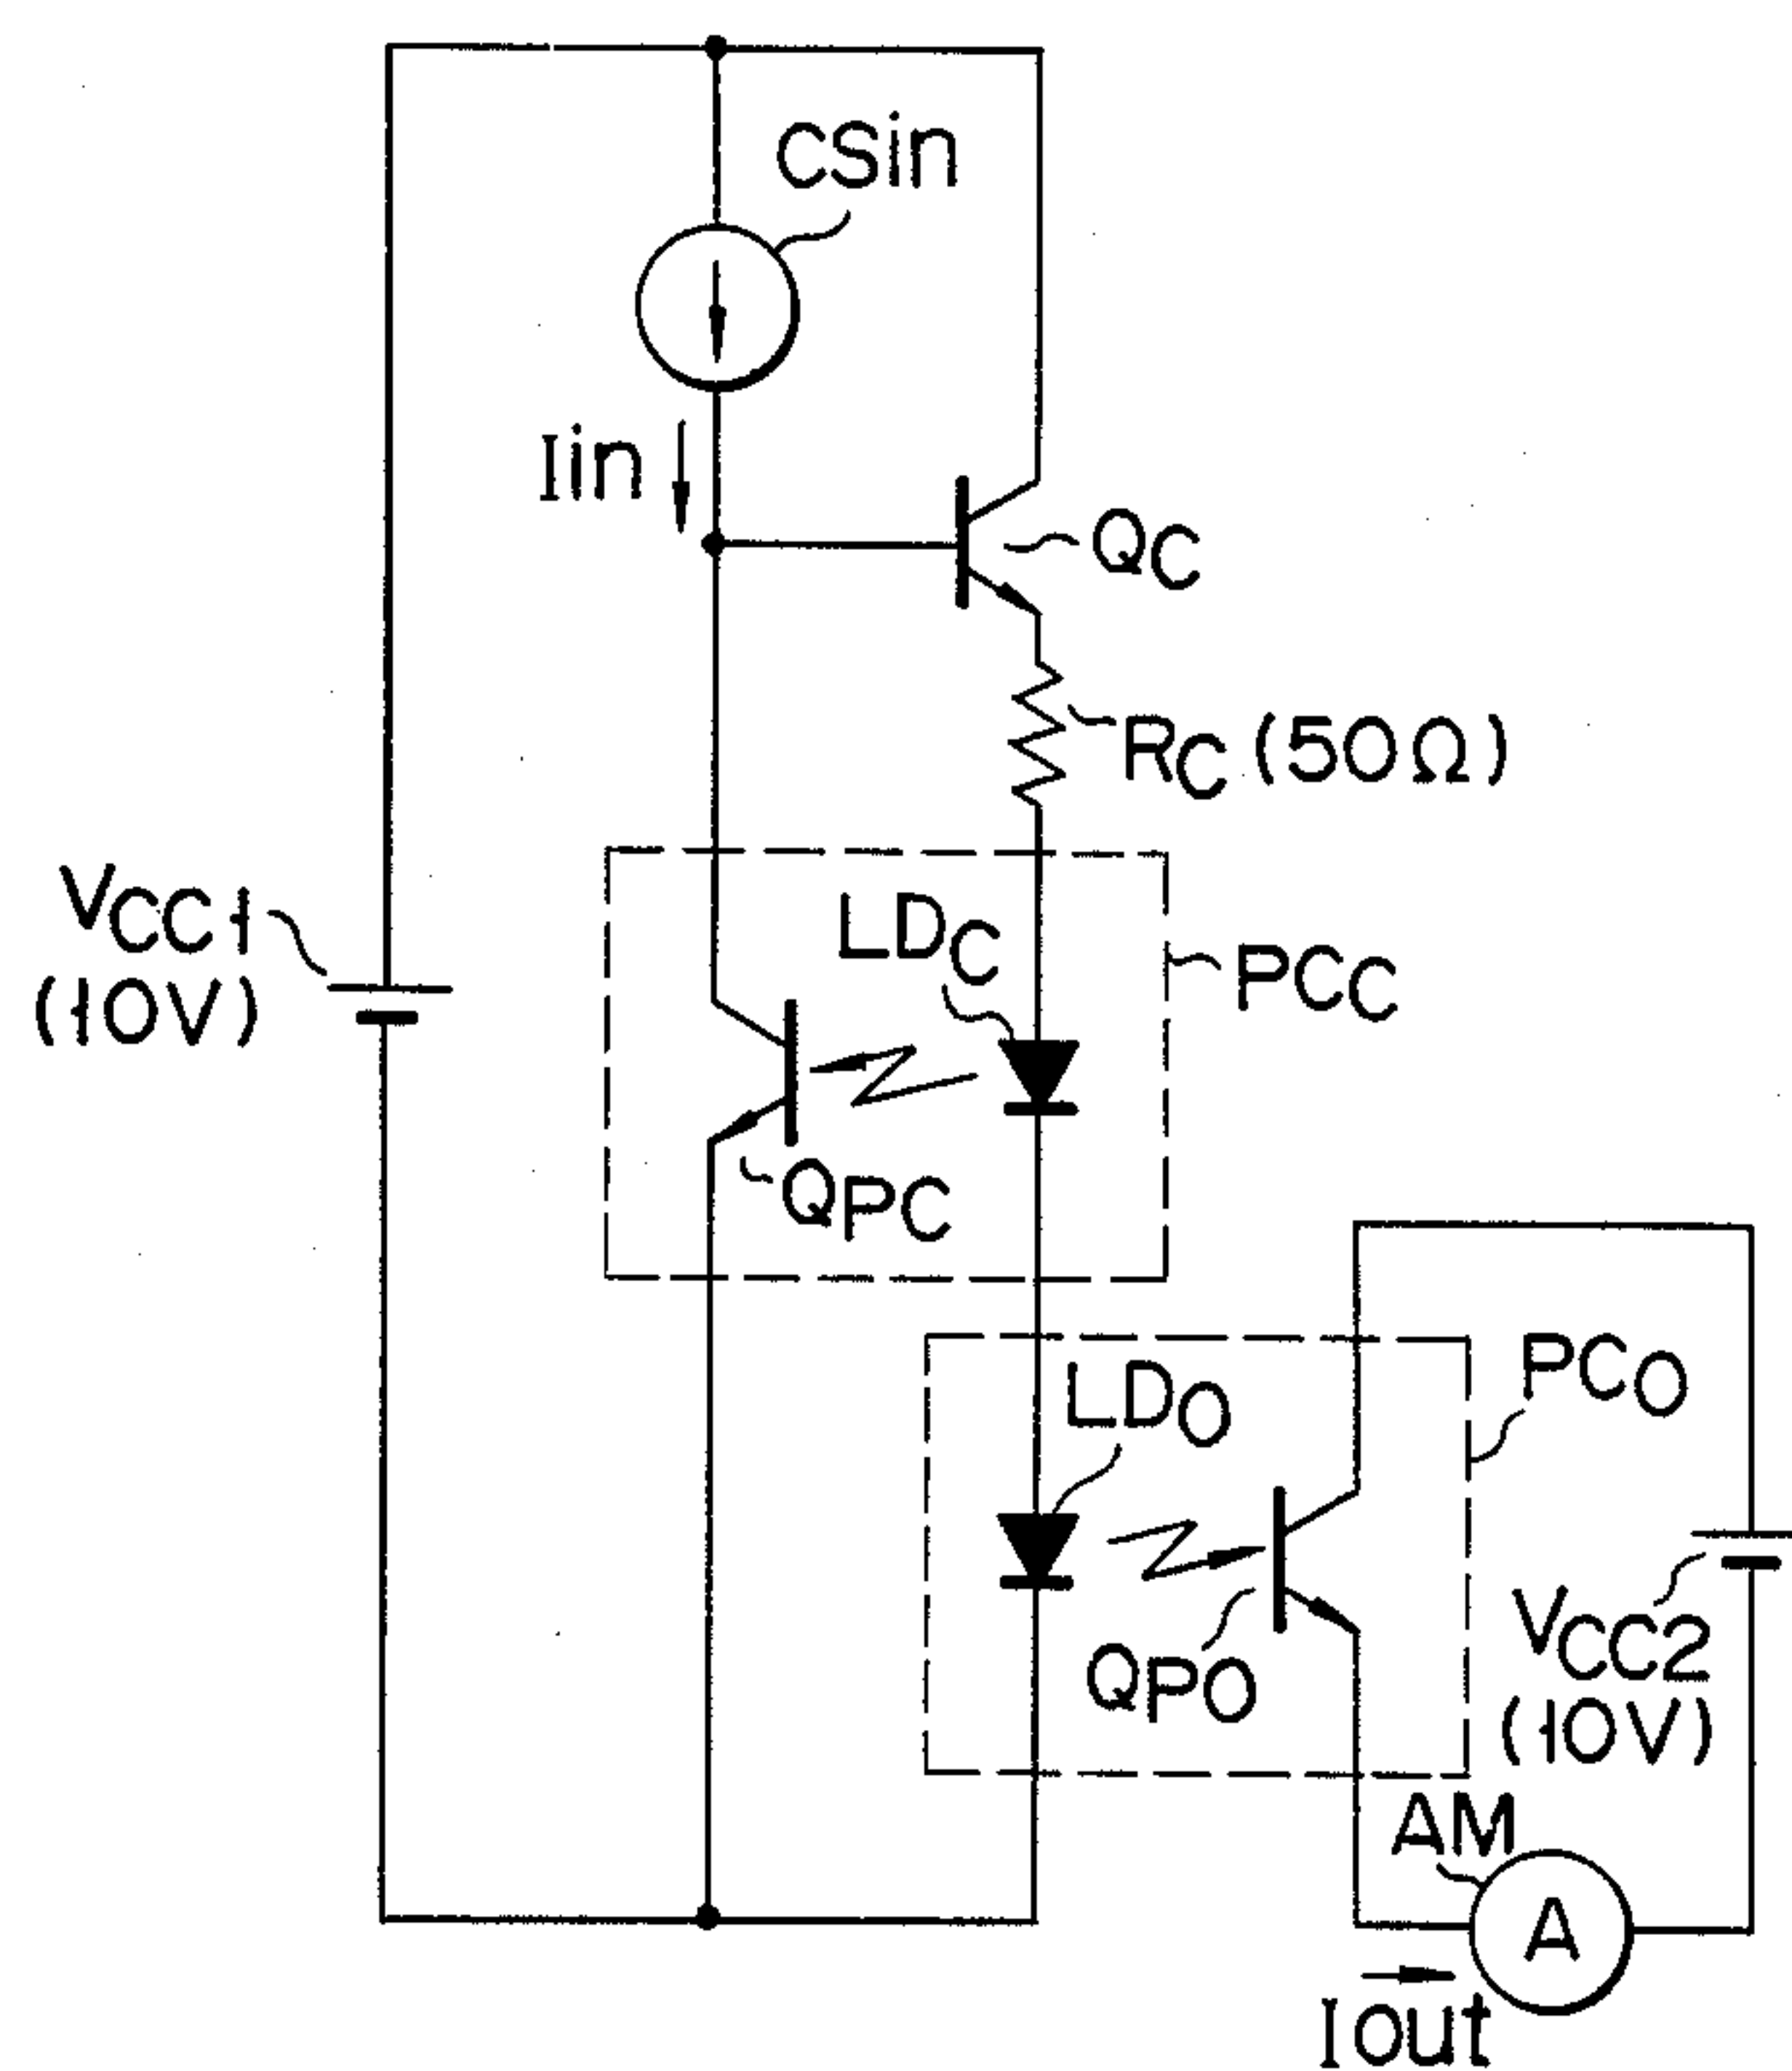 CSin
Iin
QC
RC (50Ω)
VCC1
(10V)
LDC
PCC
QPC
LDO
PCO
QPO
VCC2
(10V)
AM
A
Iout